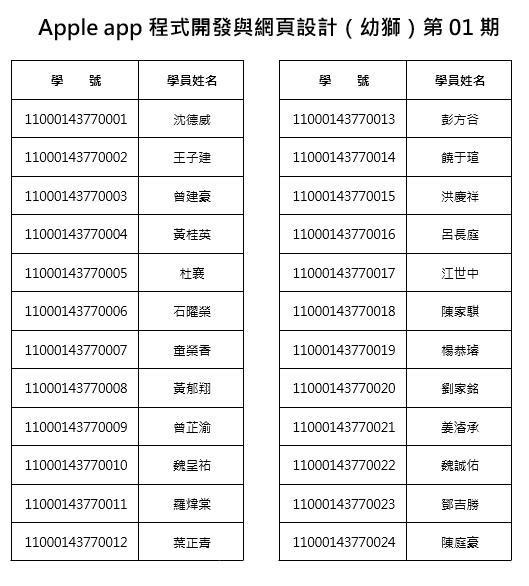 Apple app 程式開發與網頁設計（幼獅）第 01 期
學 號 學員姓名
11000143770001 沈德威
11000143770002 王子建
11000143770003 曾建豪
11000143770004 黃桂英
11000143770005 杜襄
11000143770006 石曜榮
11000143770007 童榮香
11000143770008 黃郁翔
11000143770009 曾芷渝
11000143770010 魏呈祐
11000143770011 羅煒棠
11000143770012 葉正青
學 號 學員姓名
11000143770013 彭方谷
11000143770014 饒于瑄
11000143770015 洪慶祥
11000143770016 呂長庭
11000143770017 江世中
11000143770018 陳家騏
11000143770019 楊恭璿
11000143770020 劉家銘
11000143770021 姜濬承
11000143770022 魏誠佑
11000143770023 鄧吉勝
11000143770024 陳庭豪